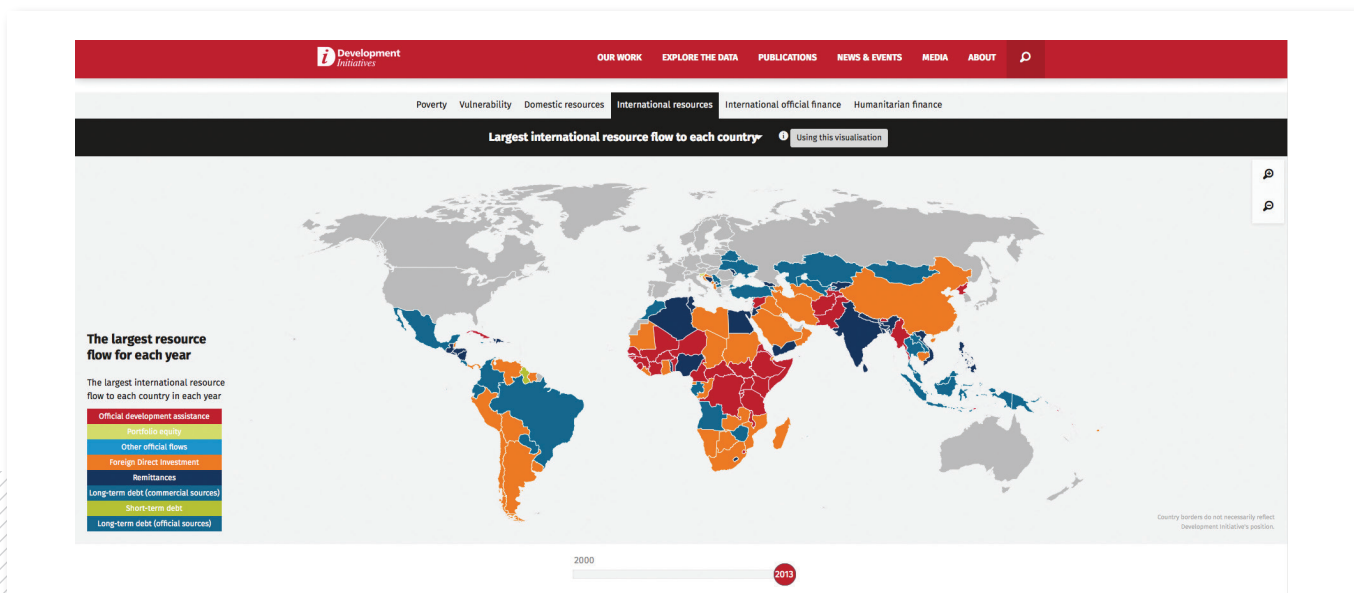 i Development
Initiatives
OUR WORK EXPLORE THE DATA PUBLICATIONS NEWS & EVENTS MEDIA ABOUT
Poverty Vulnerability Domestic resources International resources International official finance Humanitarian finance
Largest international resource flow to each country i Using this visualisation
The largest resource
flow for each year
The largest international resource
flow to each country in each year
Official development assistance
Portfolio equity
Other official flows
Foreign Direct Investment
Remittances
Long-term debt (commercial sources)
Short-term debt
Long-term debt (official sources)
Country borders do not necessarily reflect
Development Initiative's position.
2000
2013